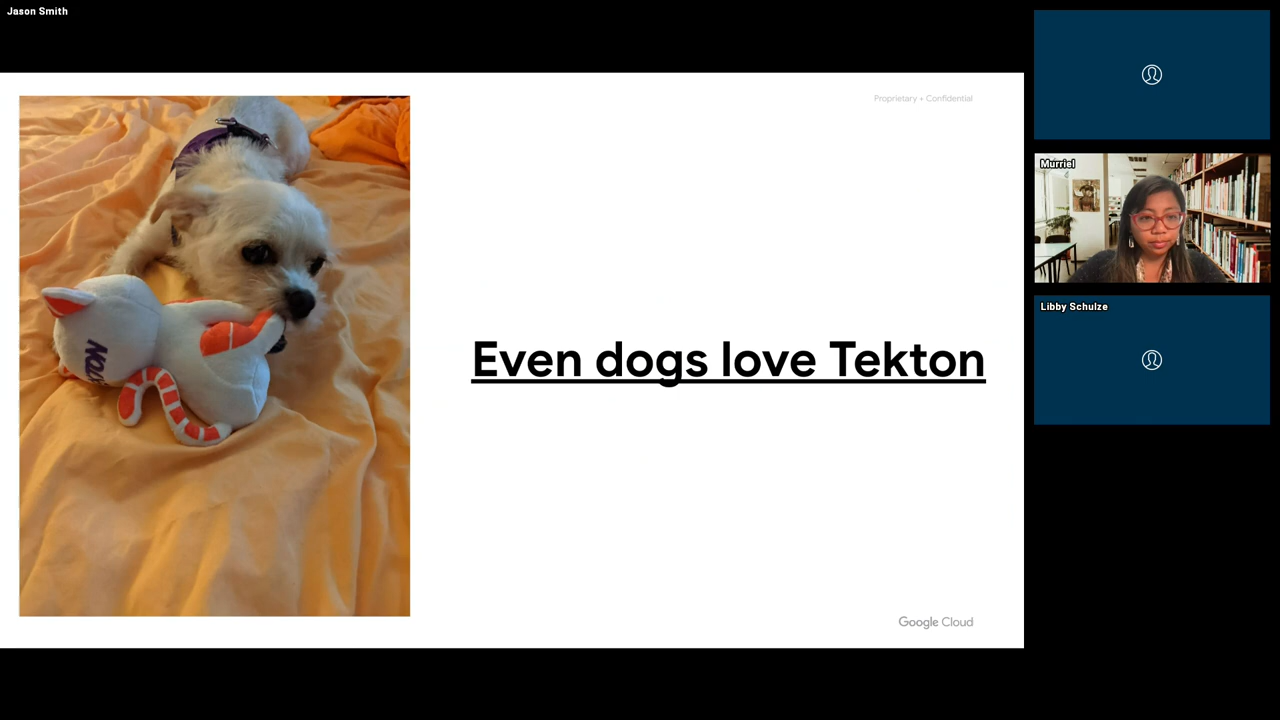 Jason Smith
Proprietary + Confidential
Even dogs love Tekton
Google Cloud
Murriel
Libby Schulze